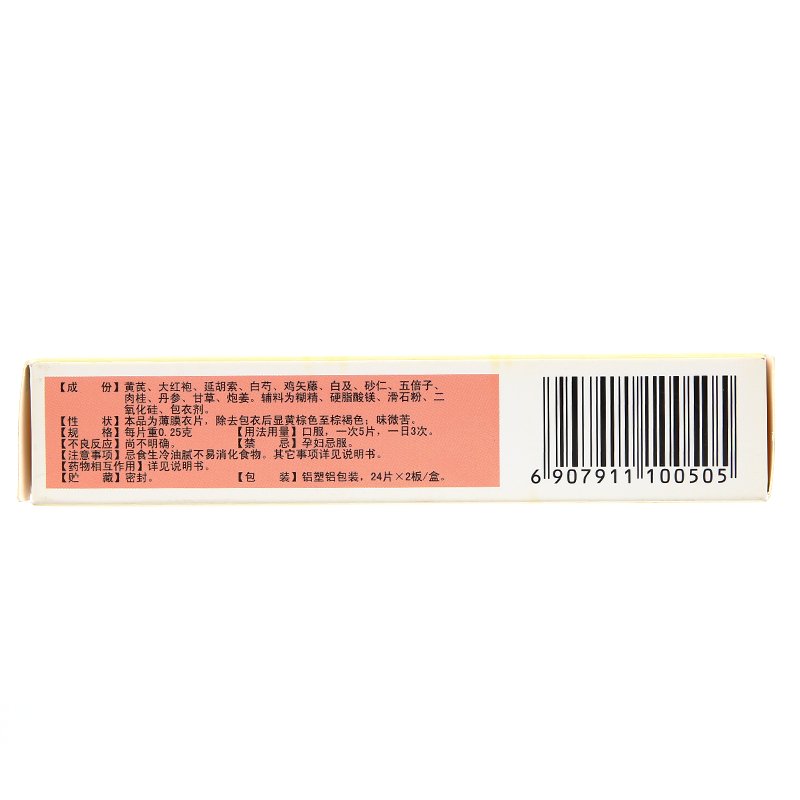 【成 份】黄芪、大红袍、延胡索、白芍、鸡矢藤、白及、砂仁、五倍子、
肉桂、丹参、甘草、炮姜。辅料为糊精、硬脂酸镁、滑石粉、二
氧化硅、包衣剂。
【性 状】本品为薄膜衣片，除去包衣后显黄棕色至棕褐色；味微苦。
【规 格】每片重0.25克 【用法用量】口服，一次5片，一日3次。
【不良反应】尚不明确。 【禁 忌】孕妇忌服。
【注意事项】忌食生冷油腻不易消化食物。其它事项详见说明书。
【药物相互作用】详见说明书。
【贮 藏】密封。 【包 装】铝塑铝包装，24片×2板/盒。
6 907911 100505